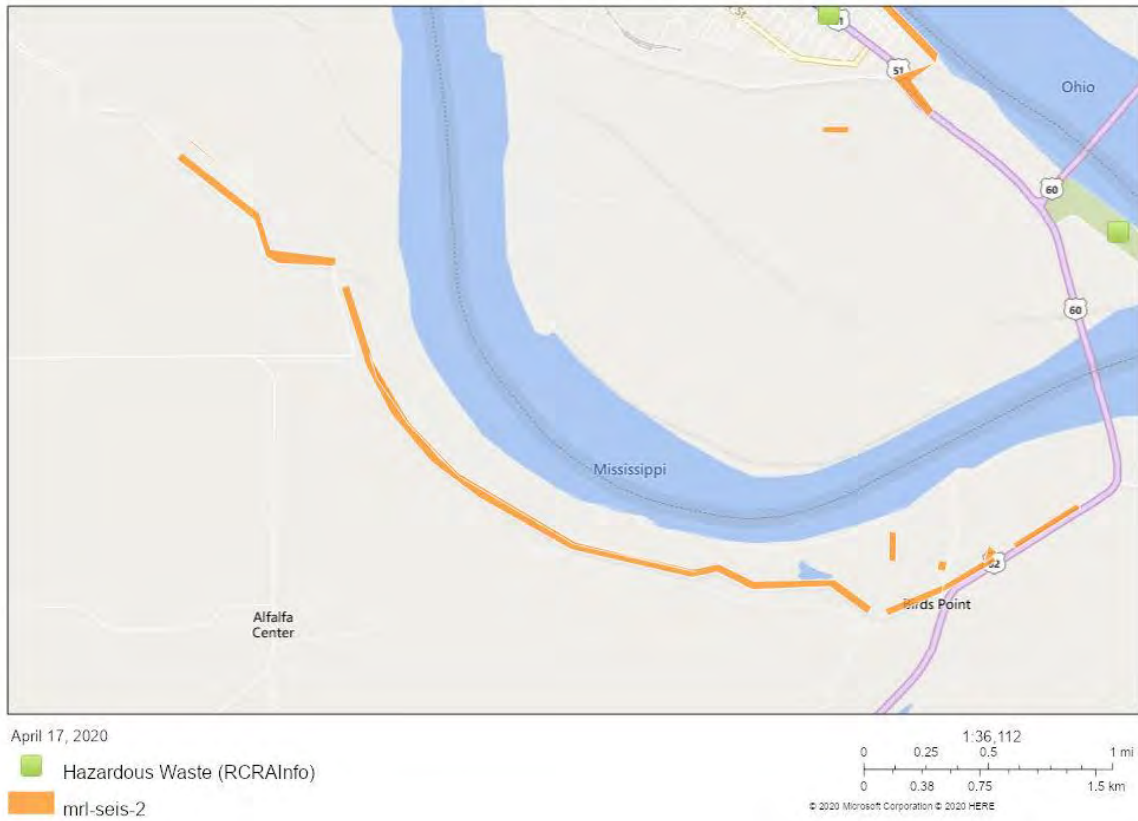 St
51
51
Ohio
60
60
Mississippi
62
Birds Point
Alfalfa
Center
April 17, 2020
1:36,112
0 0.25 0.5 1 mi
0 0.38 0.75 1.5 km
Hazardous Waste (RCRAInfo)
mrl-seis-2
© 2020 Microsoft Corporation © 2020 HERE